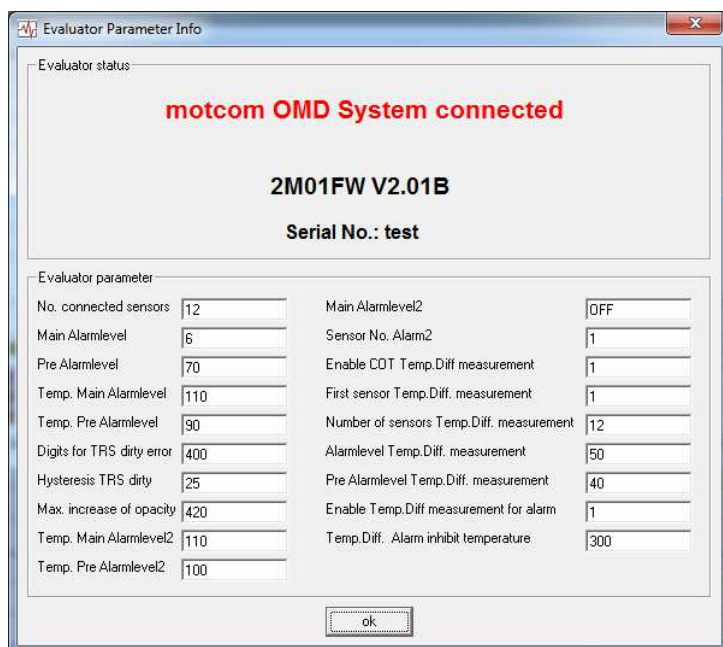 Evaluator Parameter Info
Evaluator status
motcom OMD System connected
2M01FW V2.01B
Serial No.: test
Evaluator parameter
No. connected sensors 12
Main Alarmlevel 6
Pre Alarmlevel 70
Temp. Main Alarmlevel 110
Temp. Pre Alarmlevel 90
Digits for TRS dirty error 400
Hysteresis TRS dirty 25
Max. increase of opacity 420
Temp. Main Alarmlevel2 110
Temp. Pre Alarmlevel2 100
Main Alarmlevel2 OFF
Sensor No. Alarm2 1
Enable COT Temp.Diff measurement 1
First sensor Temp.Diff. measurement 1
Number of sensors Temp.Diff. measurement 12
Alarmlevel Temp.Diff. measurement 50
Pre Alarmlevel Temp.Diff. measurement 40
Enable Temp.Diff measurement for alarm 1
Temp.Diff. Alarm inhibit temperature 300
ok